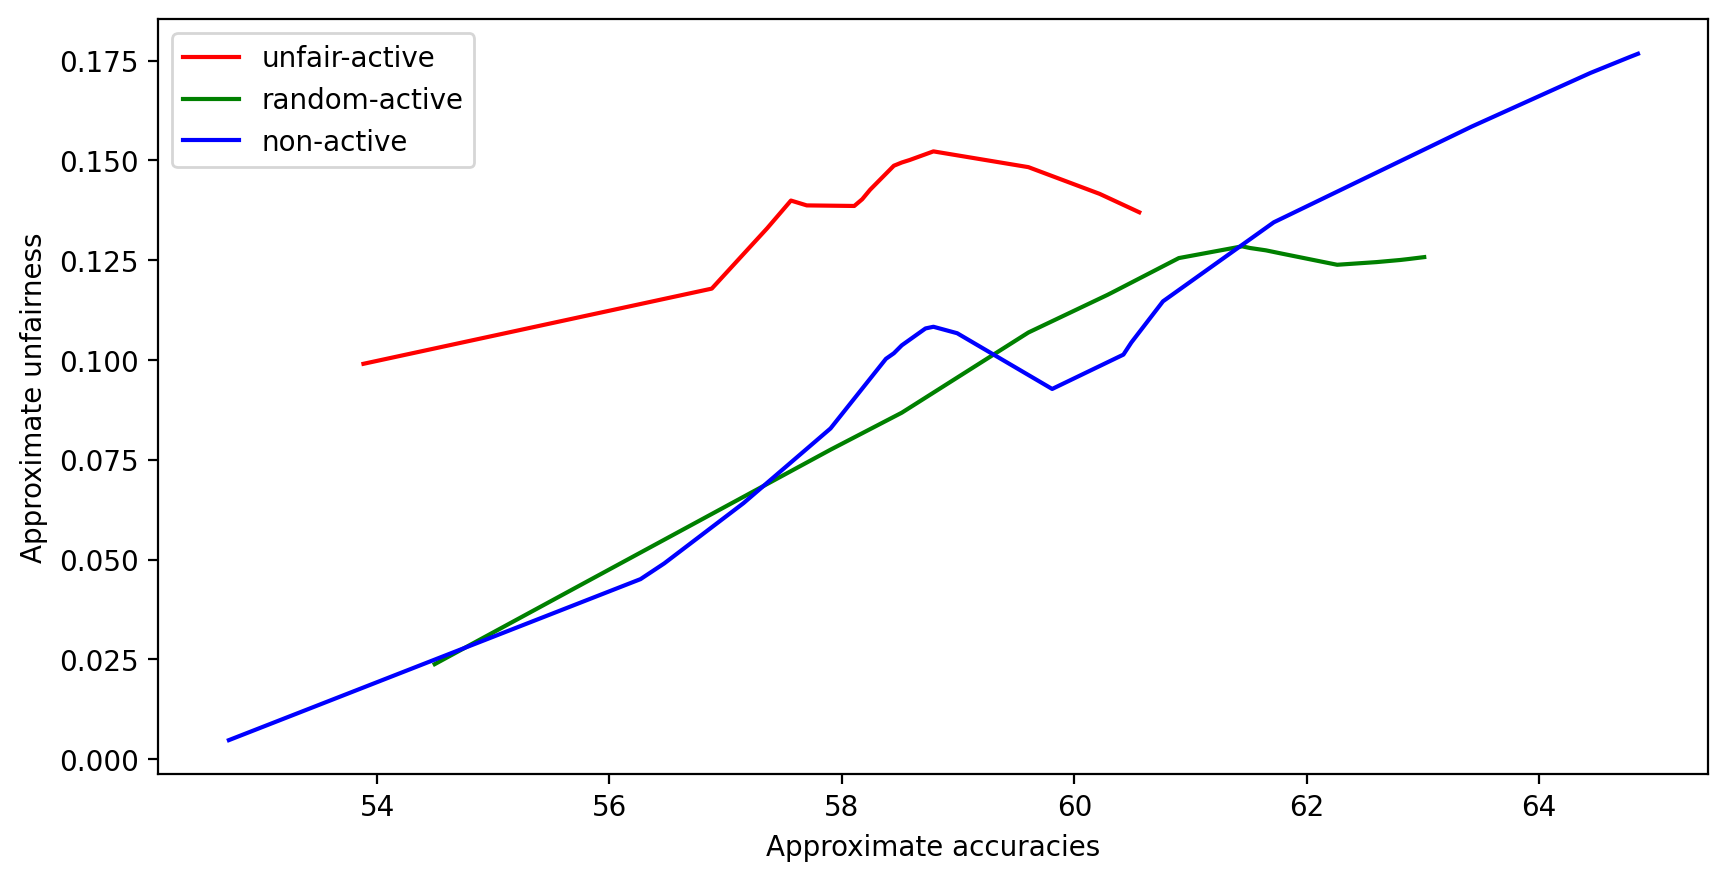 unfair-active
random-active
non-active
0.175
0.150
0.125
0.100
0.075
0.050
0.025
0.000
Approximate unfairness
54 56 58 60 62 64
Approximate accuracies